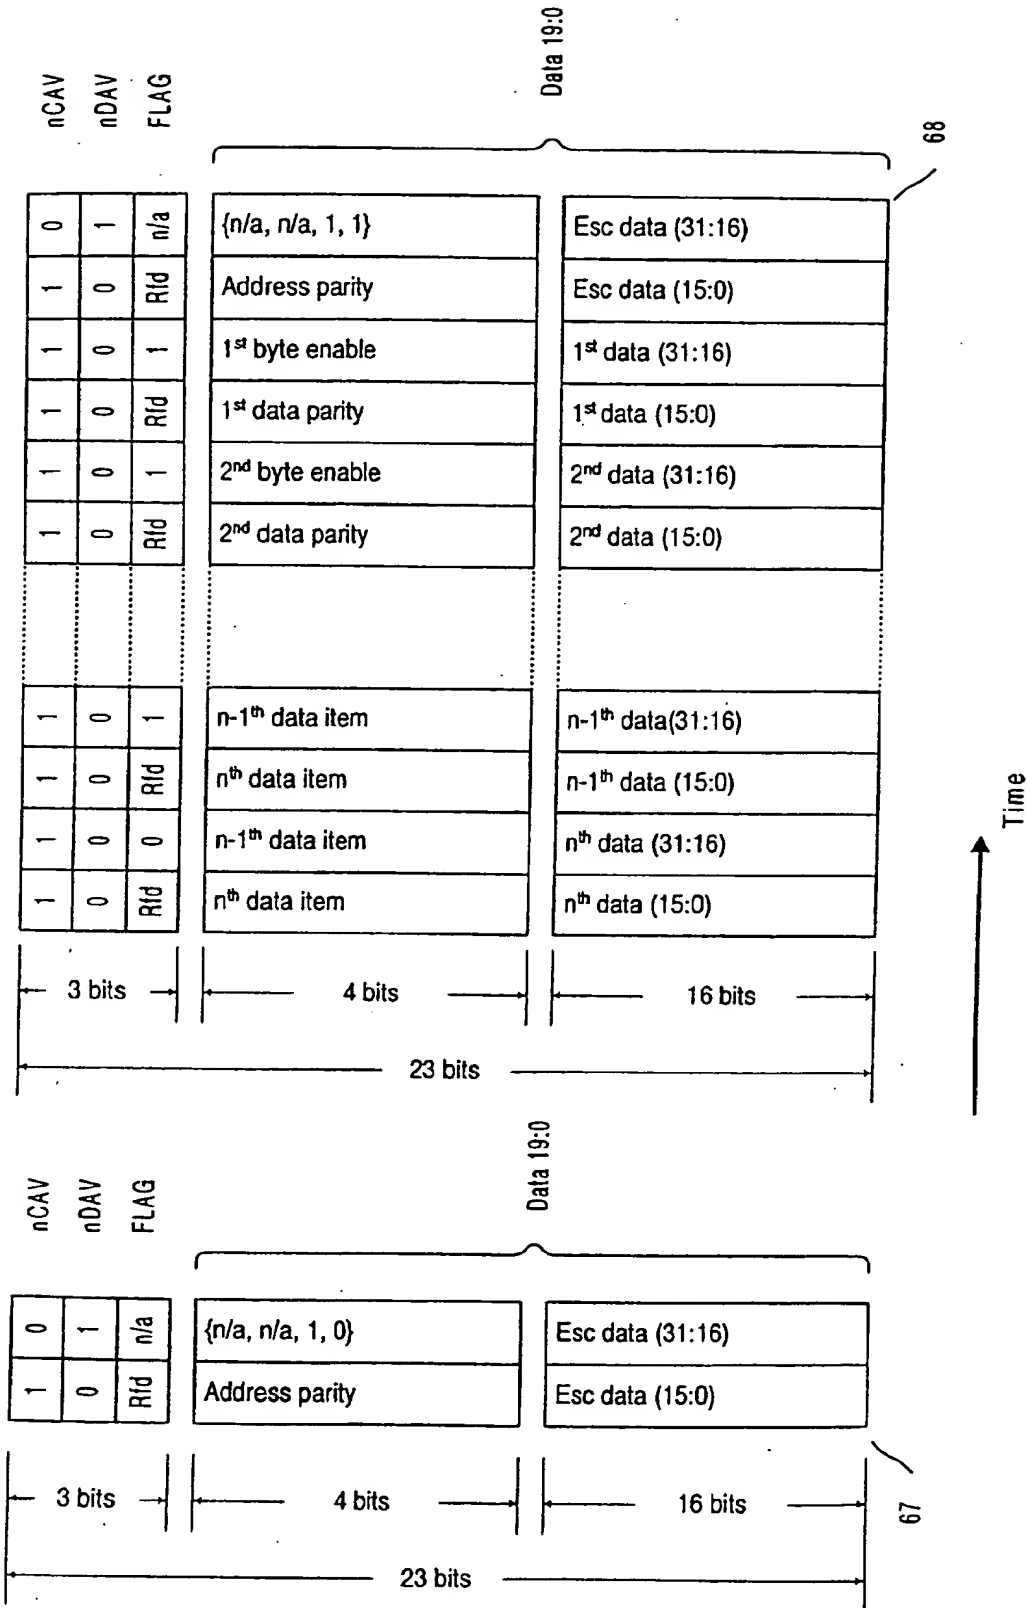 nCAV
nDAV
FLAG
Data 19:0
0 1 n/a {n/a, n/a, 1, 1} Esc data (31:16)
1 0 Rfd Address parity Esc data (15:0)
1 0 1 1st byte enable 1st data (31:16)
1 0 Rfd 1st data parity 1st data (15:0)
1 0 1 2nd byte enable 2nd data (31:16)
1 0 Rfd 2nd data parity 2nd data (15:0)
1 0 1 n-1th data item n-1th data(31:16)
1 0 Rfd nth data item n-1th data (15:0)
1 0 0 n-1th data item nth data (31:16)
1 0 Rfd nth data item nth data (15:0)
3 bits 4 bits 16 bits
23 bits
68
Time
nCAV
nDAV
FLAG
Data 19:0
0 1 n/a {n/a, n/a, 1, 0} Esc data (31:16)
1 0 Rfd Address parity Esc data (15:0)
3 bits 4 bits 16 bits
23 bits
67